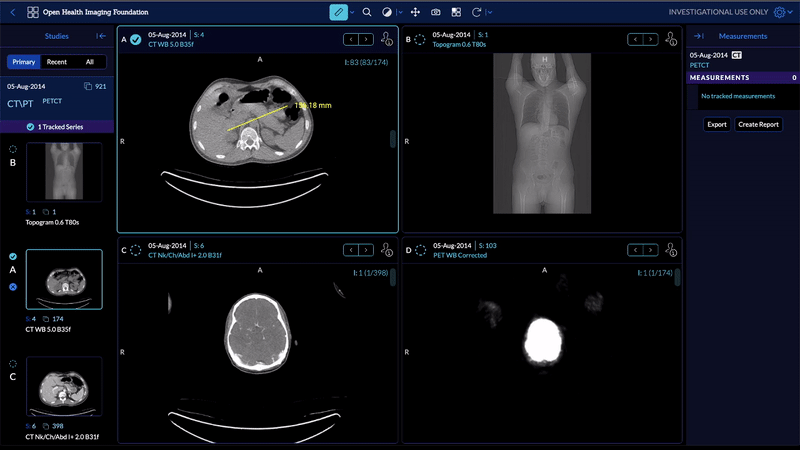 Open Health Imaging Foundation
INVESTIGATIONAL USE ONLY
Studies
Primary
Recent
All
05-Aug-2014
921
CT\PT
PETCT
1 Tracked Series
B
S: 1
1
Topogram 0.6 T80s
A
S: 4
174
CT WB 5.0 B35f
C
S: 6
398
CT Nk/Ch/Abd I+ 2.0 B31f
A
05-Aug-2014
S: 4
CT WB 5.0 B35f
I: 83 (83/174)
A
R
B
05-Aug-2014
S: 1
Topogram 0.6 T80s
H
R
C
05-Aug-2014
S: 6
CT Nk/Ch/Abd I+ 2.0 B31f
I: 1 (1/398)
A
R
D
05-Aug-2014
S: 103
PET WB Corrected
I: 1 (1/174)
A
R
Measurements
05-Aug-2014 CT
PETCT
MEASUREMENTS 0
No tracked measurements
Export
Create Report